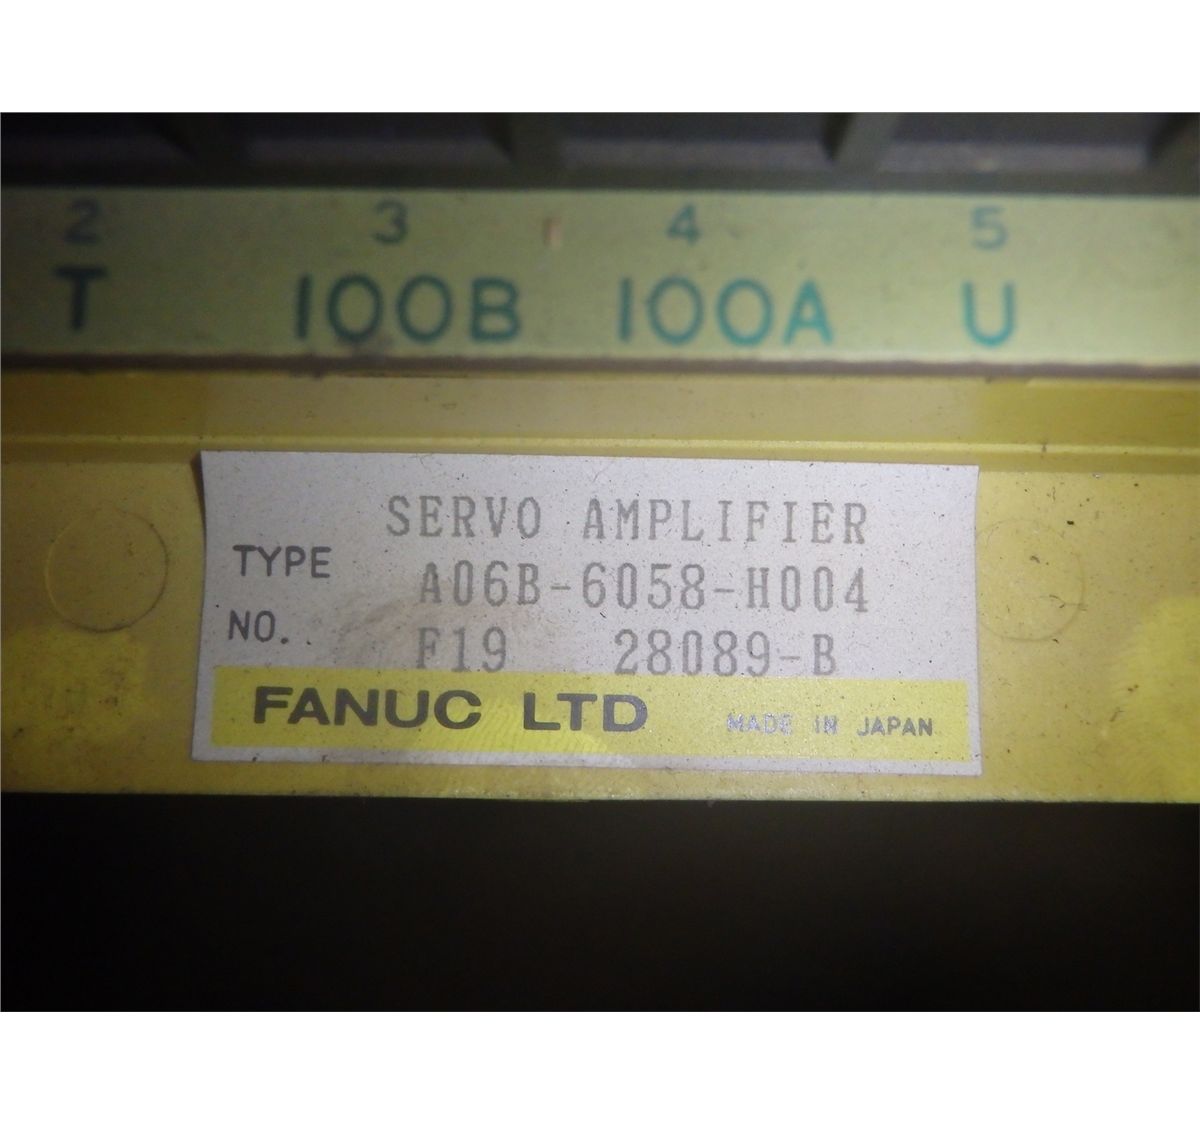 2 3 4 5
T 100B 100A U
SERVO AMPLIFIER
TYPE A06B-6058-H004
NO. F19 28089-B
FANUC LTD MADE IN JAPAN